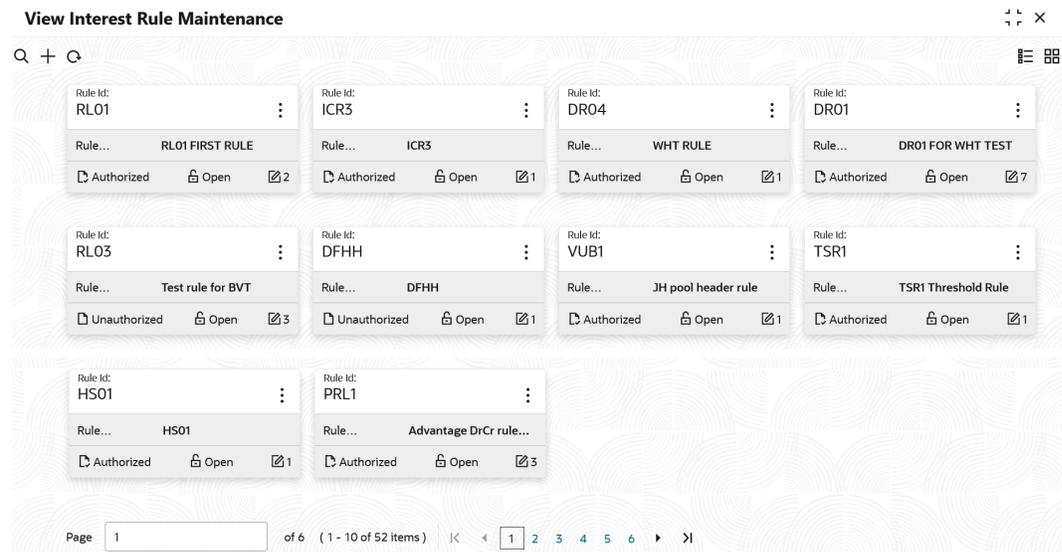 View Interest Rule Maintenance
Rule Id:
RL01
Rule... RL01 FIRST RULE
Authorized Open 2
Rule Id:
ICR3
Rule... ICR3
Authorized Open 1
Rule Id:
DR04
Rule... WHT RULE
Authorized Open 1
Rule Id:
DR01
Rule... DR01 FOR WHT TEST
Authorized Open 7
Rule Id:
RL03
Rule... Test rule for BVT
Unauthorized Open 3
Rule Id:
DFHH
Rule... DFHH
Unauthorized Open 1
Rule Id:
VUB1
Rule... JH pool header rule
Authorized Open 1
Rule Id:
TSR1
Rule... TSR1 Threshold Rule
Authorized Open 1
Rule Id:
HS01
Rule... HS01
Authorized Open 1
Rule Id:
PRL1
Rule... Advantage DrCr rule...
Authorized Open 3
Page 1 of 6 ( 1 - 10 of 52 items ) 1 2 3 4 5 6